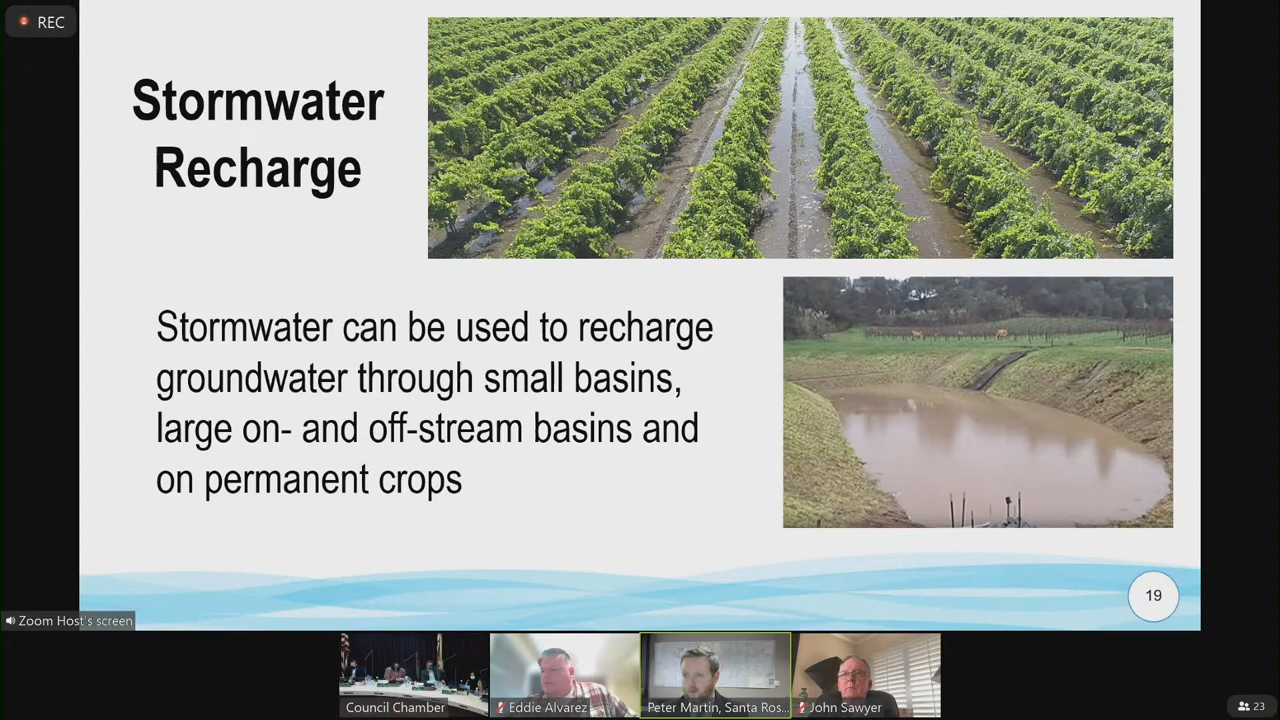 REC
Stormwater
Recharge
Stormwater can be used to recharge
groundwater through small basins,
large on- and off-stream basins and
on permanent crops
19
Zoom Host's screen
Council Chamber
Eddie Alvarez
Peter Martin, Santa Ros...
John Sawyer
23